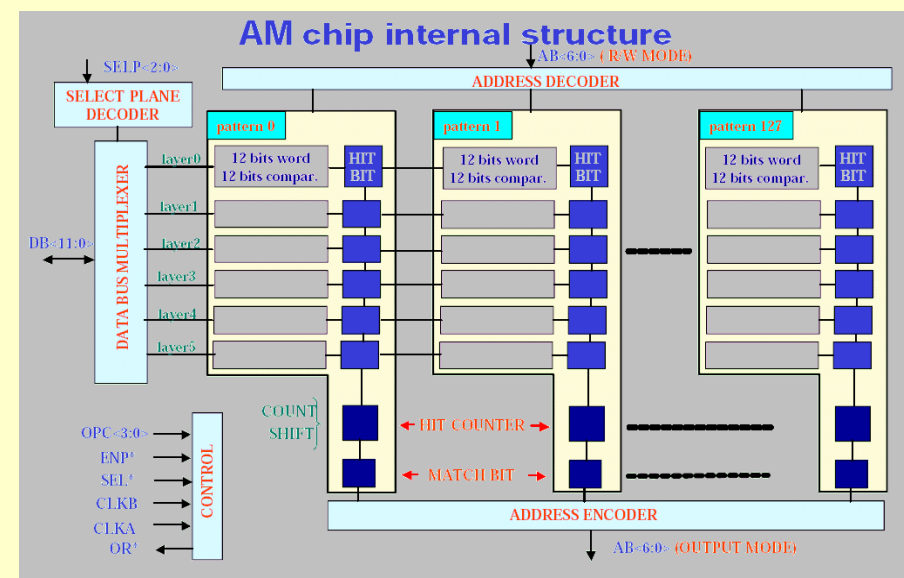 AM chip internal structure
SELP<2:0>
AB<6:0> ( R-W MODE)
SELECT PLANE
DECODER
ADDRESS DECODER
pattern 0
pattern 1
pattern 127
DATA BUS MULTIPLEXER
DB<11:0>
layer0
layer1
layer2
layer3
layer4
layer5
12 bits word
12 bits compar.
HIT
BIT
12 bits word
12 bits compar.
HIT
BIT
12 bits word
12 bits compar.
HIT
BIT
COUNT
SHIFT
HIT COUNTER
MATCH BIT
CONTROL
OPC<3:0>
ENP*
SEL*
CLKB
CLKA
OR*
ADDRESS ENCODER
AB<6:0> (OUTPUT MODE)